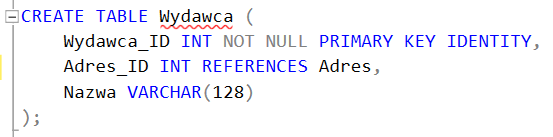 CREATE TABLE Wydawca (
Wydawca_ID INT NOT NULL PRIMARY KEY IDENTITY,
Adres_ID INT REFERENCES Adres,
Nazwa VARCHAR(128)
);